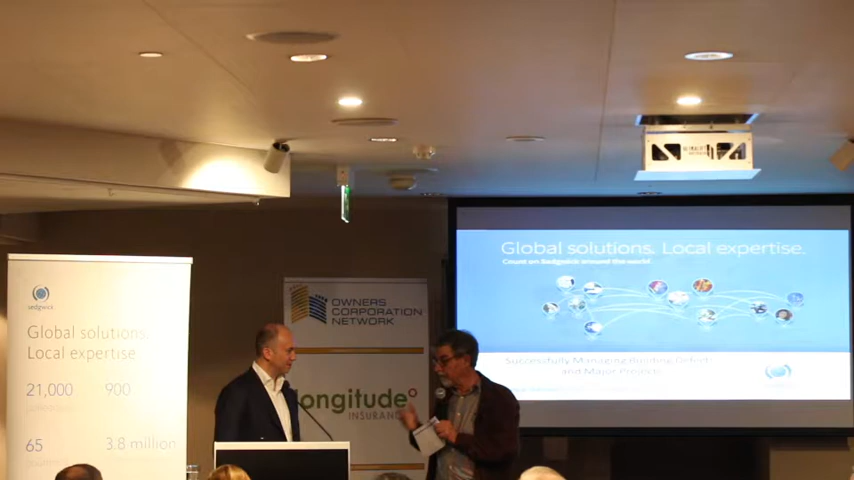 sedgwick
Global solutions.
Local expertise
21,000 900
65 3.8 million
OWNERS
CORPORATION
NETWORK
longitude
INSURANCE
Global solutions. Local expertise.
Count on Sedgwick around the world
Successfully Managing Building Defects
and Major Projects